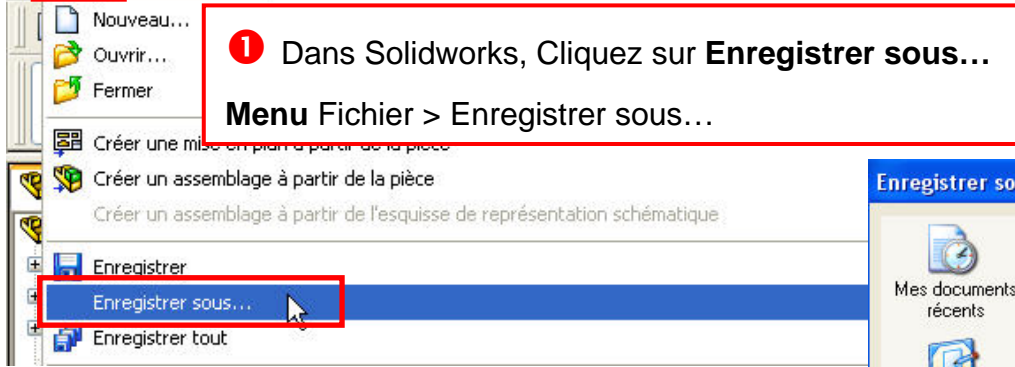 Nouveau...
Ouvrir...
Fermer
❶ Dans Solidworks, Cliquez sur Enregistrer sous…
Menu Fichier > Enregistrer sous…
Créer une mise en plan à partir de la pièce
Créer un assemblage à partir de la pièce
Créer un assemblage à partir de l'esquisse de représentation schématique
Enregistrer
Enregistrer sous...
Enregistrer tout
Enregistrer so
Mes documents
récents